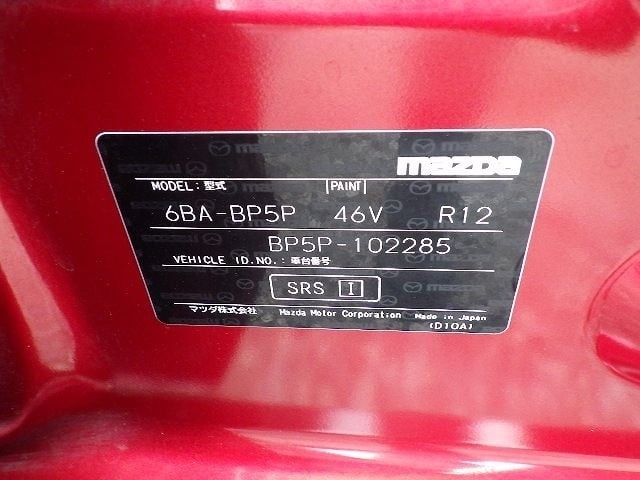 mazda
MODEL:型式 PAINT
6BA-BP5P 46V R12
BP5P-102285
VEHICLE ID.NO.:車台番号
SRS I
マツダ株式会社 Mazda Motor Corporation Made in Japan
(D10A)